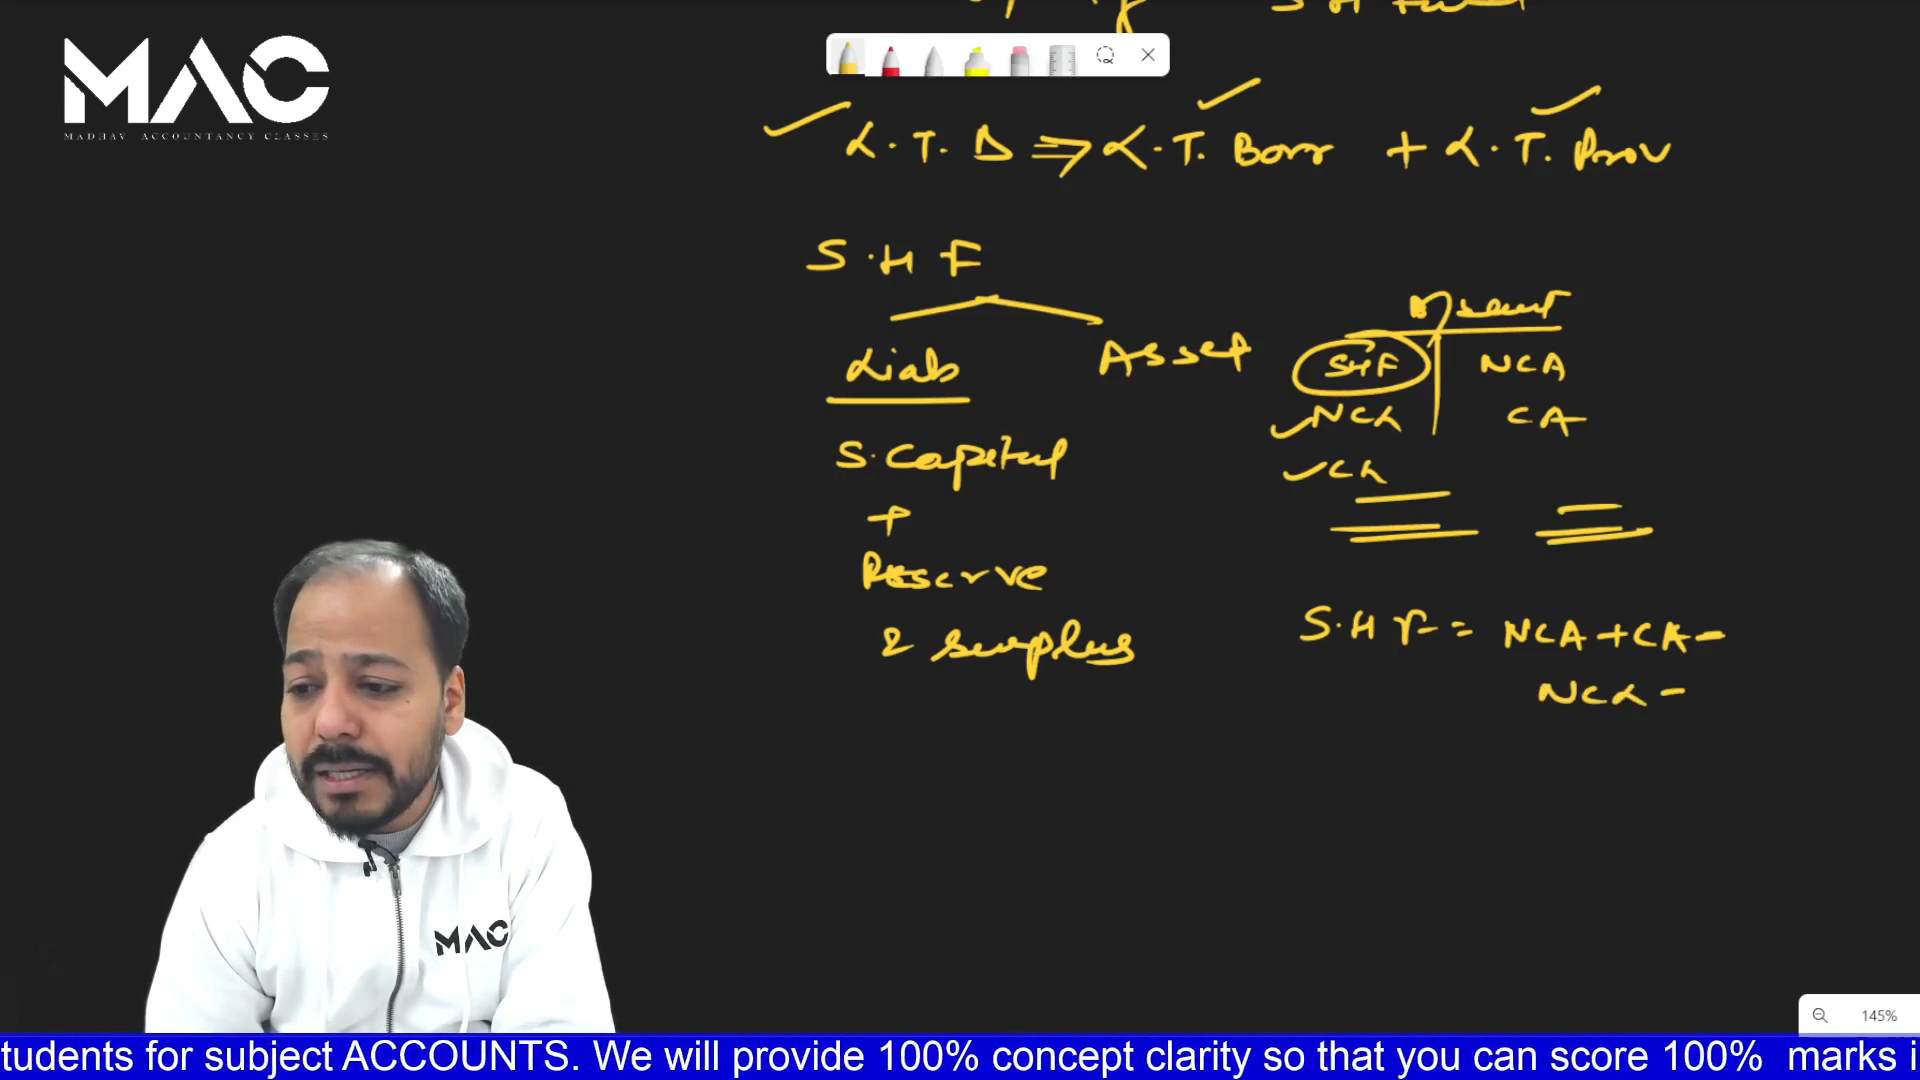 MAC
MADHAV ACCOUNTANCY CLASSES
L.T. D ⇒ L.T. Borr + L.T. Prov
S.H F
Liab Asset
S.Capital
+
Reserve
& Surplus
B/Sheet
SHF NCA
NCL CA
CL
S.H F = NCA + CA -
NCL -
MAC
145%
tudents for subject ACCOUNTS. We will provide 100% concept clarity so that you can score 100% marks i